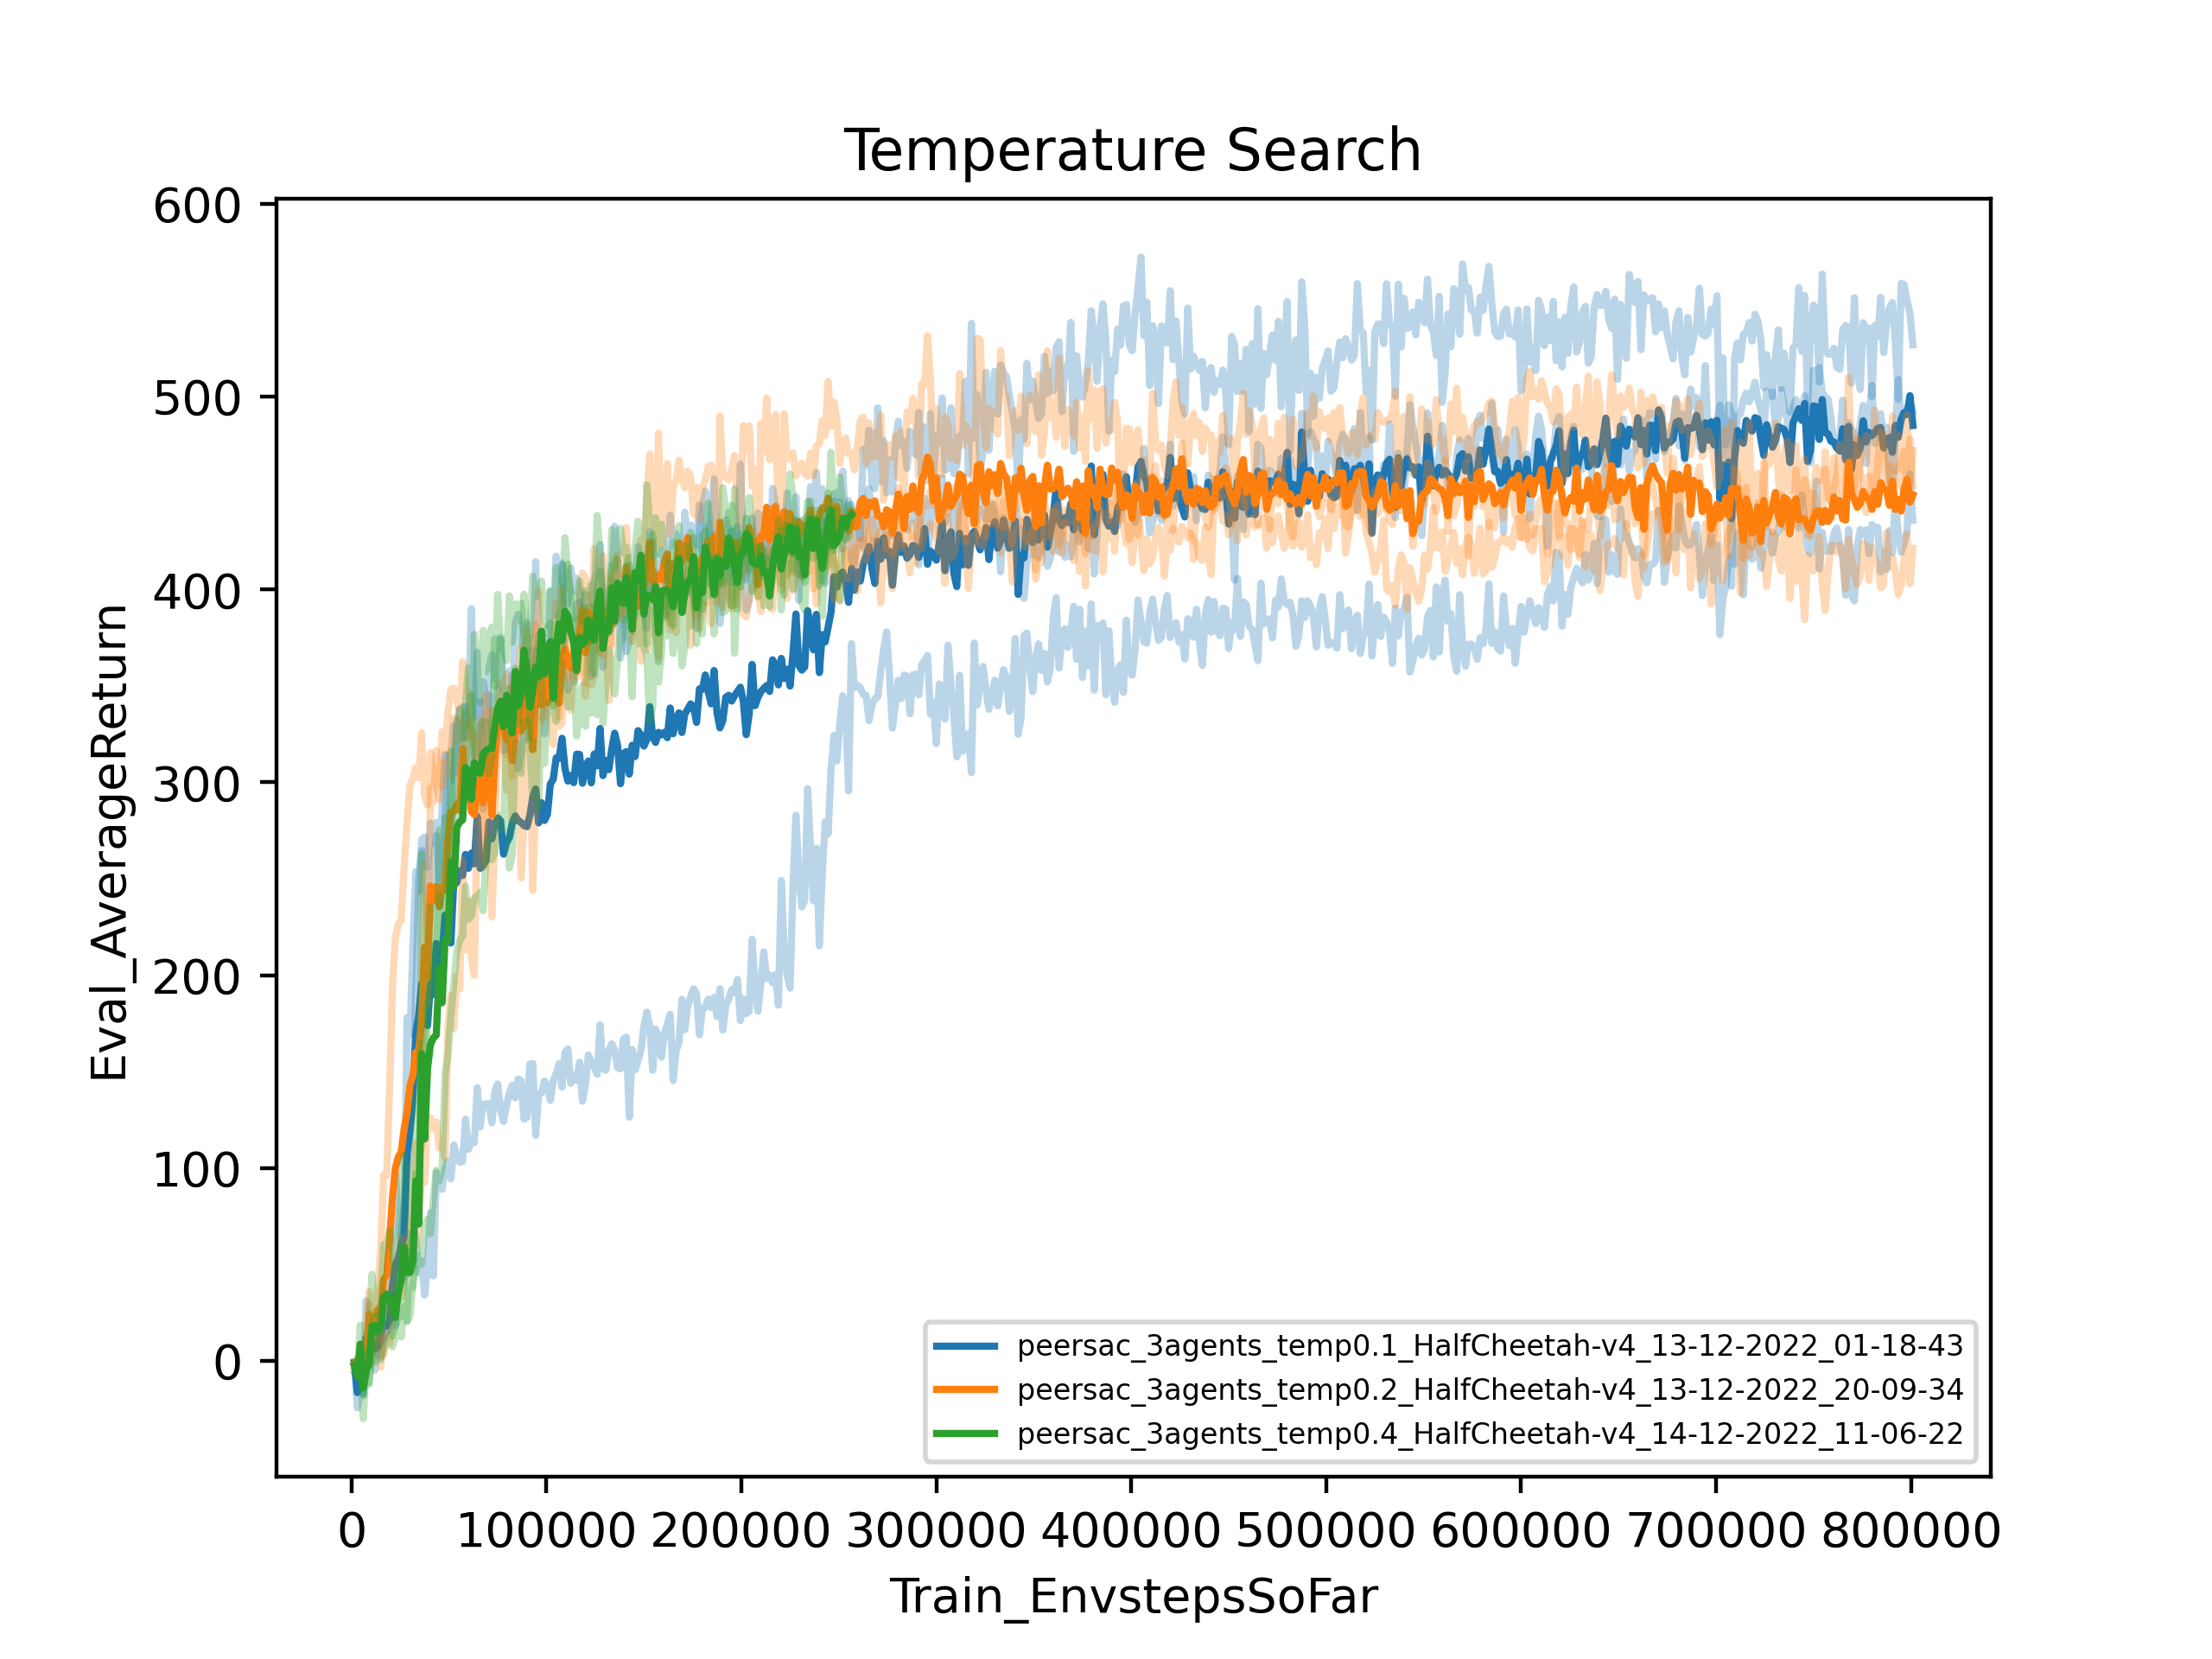 Temperature Search
600
500
400
300
200
100
0
Eval_AverageReturn
peersac_3agents_temp0.1_HalfCheetah-v4_13-12-2022_01-18-43
peersac_3agents_temp0.2_HalfCheetah-v4_13-12-2022_20-09-34
peersac_3agents_temp0.4_HalfCheetah-v4_14-12-2022_11-06-22
0 100000 200000 300000 400000 500000 600000 700000 800000
Train_EnvstepsSoFar